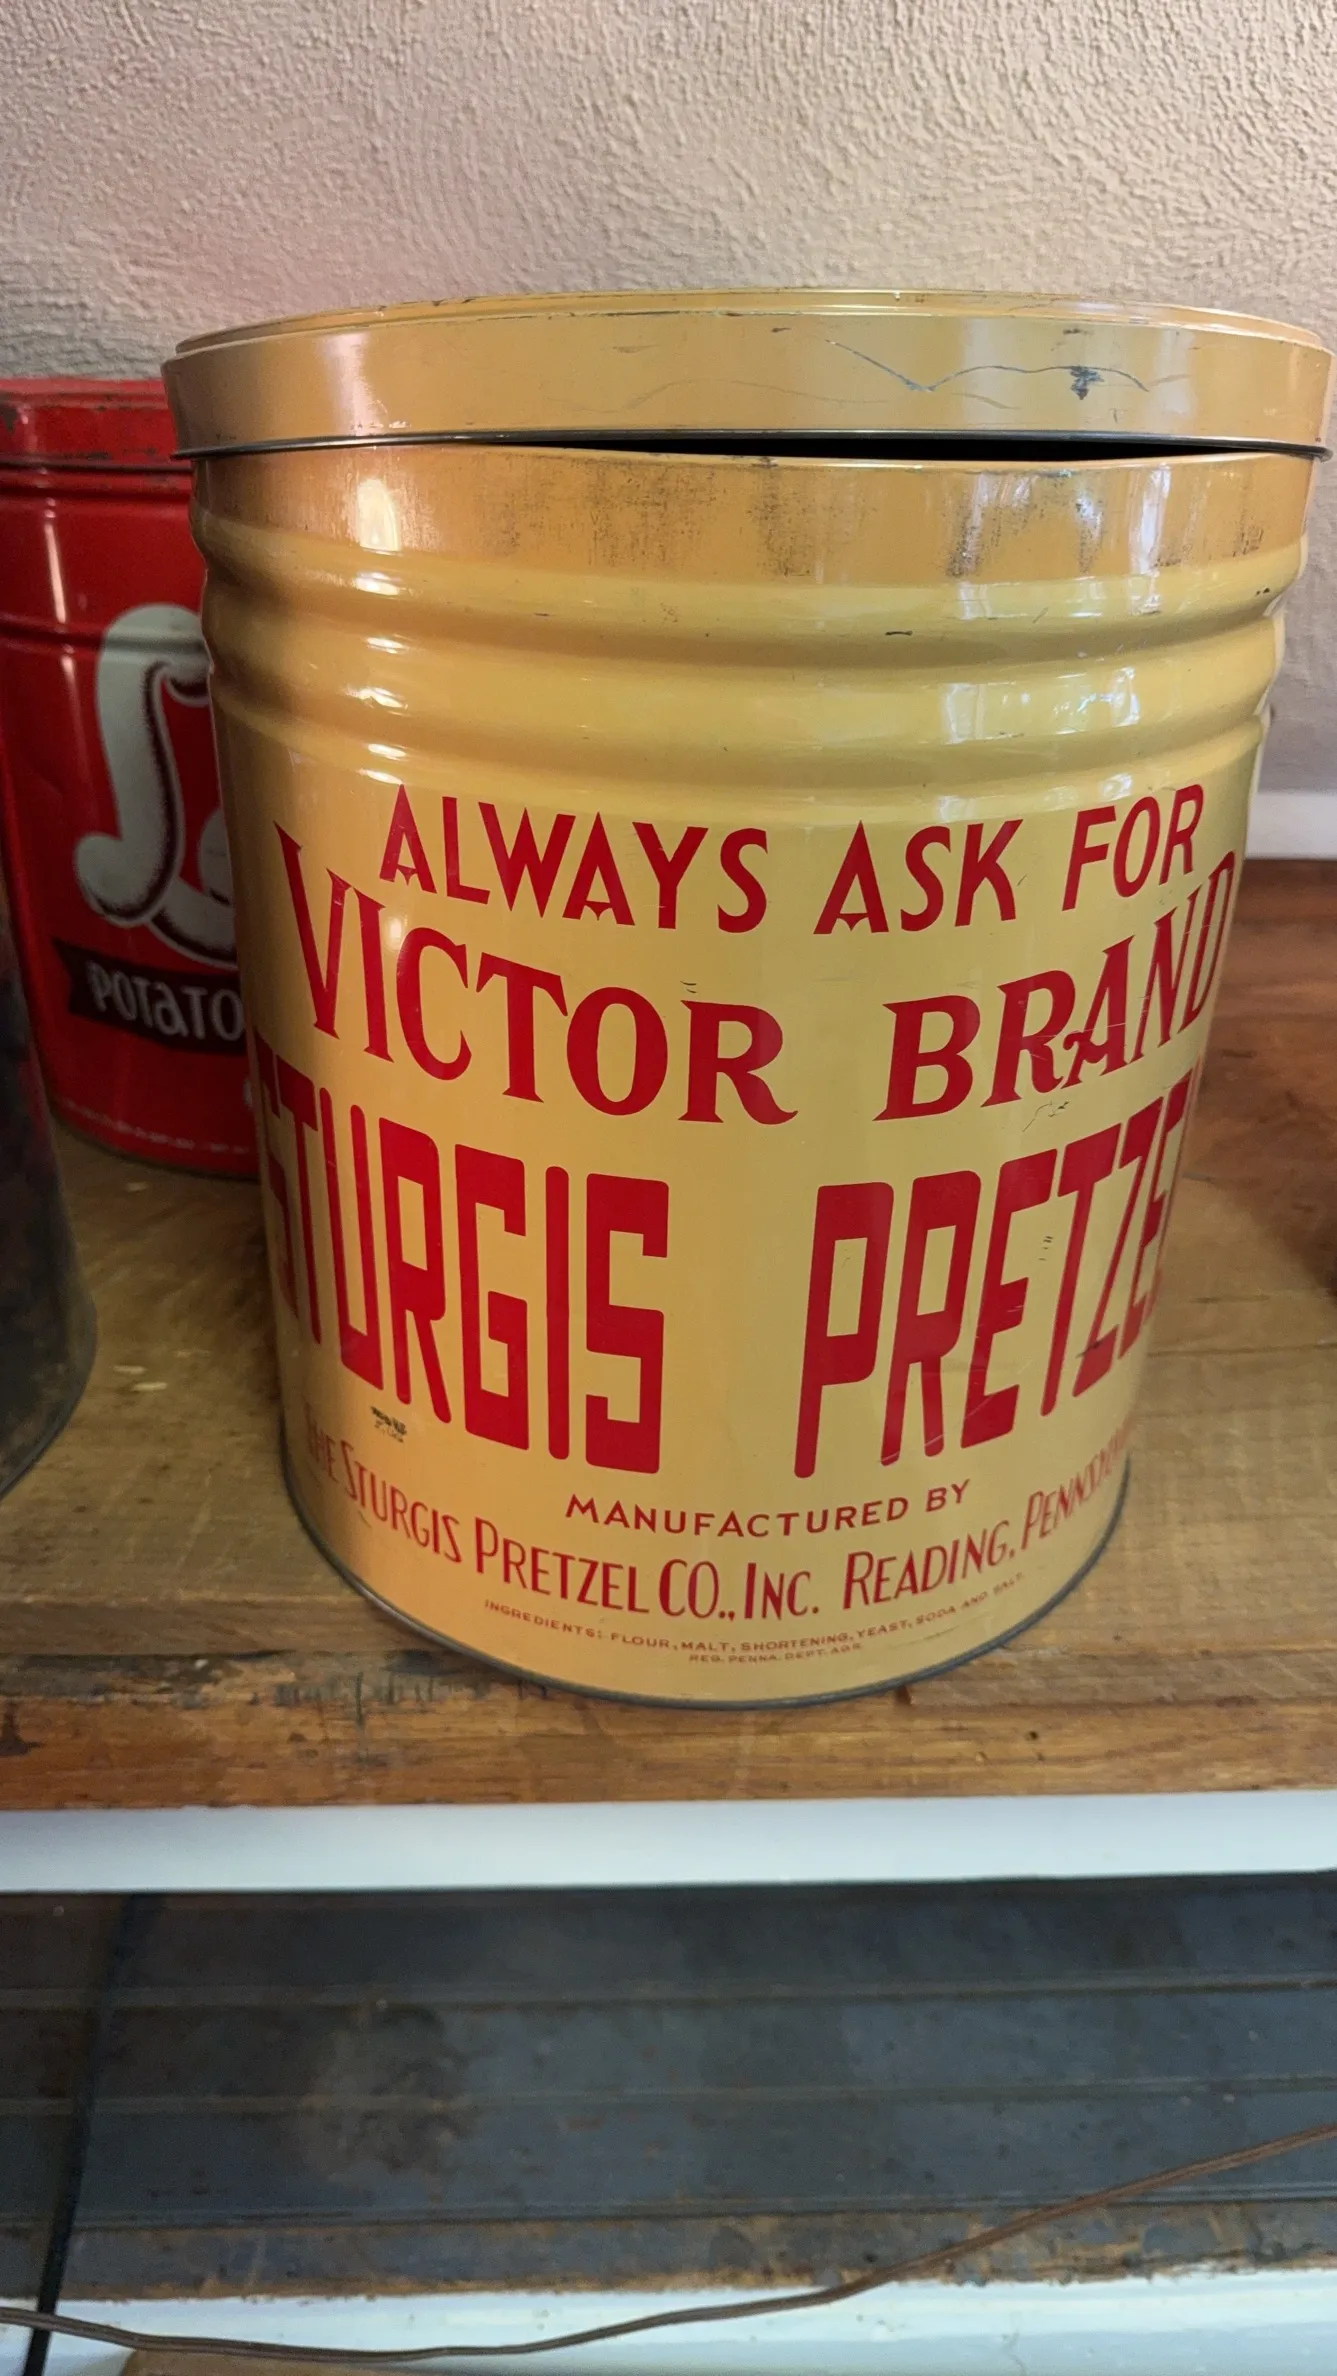 ALWAYS ASK FOR
VICTOR BRAND
STURGIS PRETZE
MANUFACTURED BY
THE STURGIS PRETZEL CO., INC. READING, PENNSYLVA
INGREDIENTS: FLOUR, MALT, SHORTENING, YEAST, SODA AND SALT.
REG. PENNA. DEPT. AGR.
POTATO